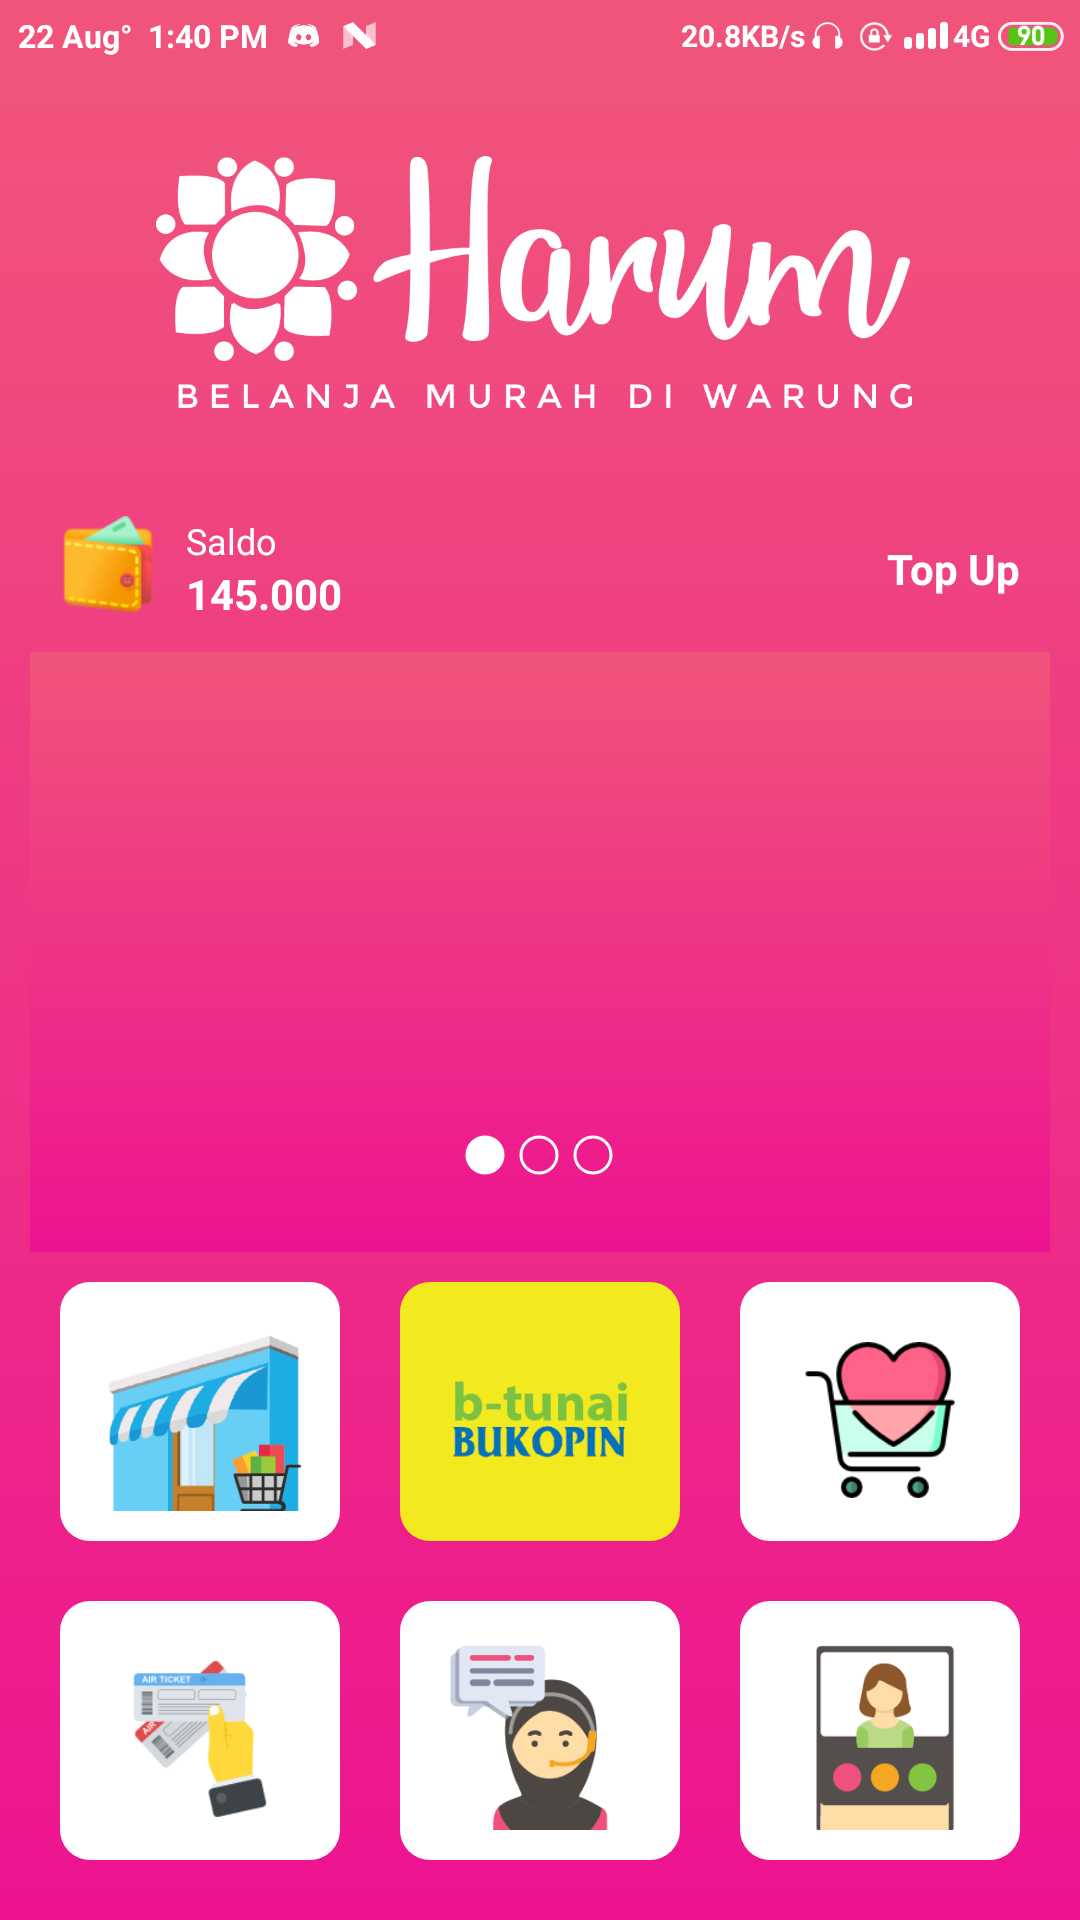 22 Aug° 1:40 PM 20.8KB/s 4G 90
Harum
BELANJA MURAH DI WARUNG
Saldo
145.000
Top Up
b-tunai
BUKOPIN
AIR TICKET
AIR